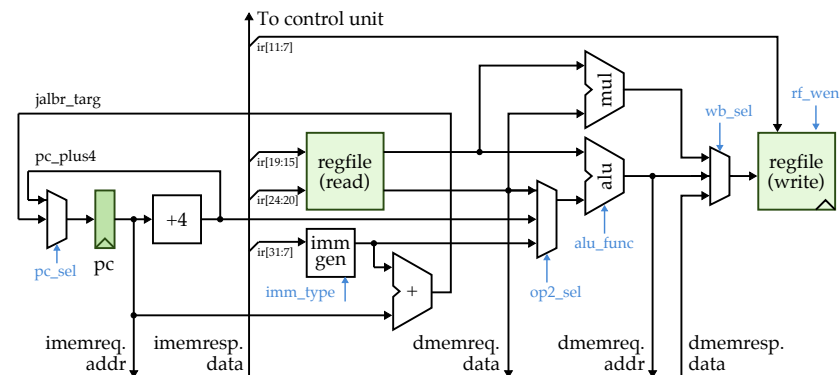 To control unit
ir[11:7]
mul
jalbr_targ
wb_sel
rf_wen
pc_plus4
ir[19:15]
regfile
(read)
alu
regfile
(write)
ir[24:20]
+4
ir[31:7]
imm
gen
alu_func
pc
pc_sel
imm_type
+
op2_sel
imemreq.
addr
imemresp.
data
dmemreq.
data
dmemreq.
addr
dmemresp.
data